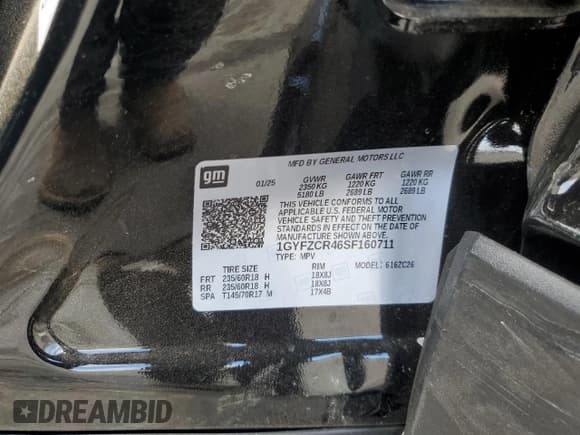 MFD BY GENERAL MOTORS LLC
gm
01/25
GVWR GAWR FRT GAWR RR
2350 KG 1220 KG 1220 KG
5180 LB 2689 LB 2689 LB
THIS VEHICLE CONFORMS TO ALL
APPLICABLE U.S. FEDERAL MOTOR
VEHICLE SAFETY AND THEFT PREVENTION
STANDARDS IN EFFECT ON THE DATE OF
MANUFACTURE SHOWN ABOVE.
1GYFZCR46SF160711
TYPE: MPV MODEL: 616ZC26
TIRE SIZE RIM
FRT 235/60R18 H 18X8J
RR 235/60R18 H 18X8J
SPA T145/70R17 M 17X4B
DREAMBID